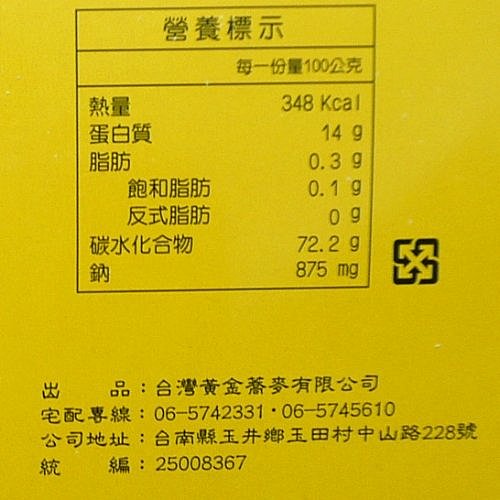 營養標示
每一份量100公克
熱量 348 Kcal
蛋白質 14 g
脂肪 0.3 g
飽和脂肪 0.1 g
反式脂肪 0 g
碳水化合物 72.2 g
鈉 875 mg
出 品：台灣黃金蕎麥有限公司
宅配專線：06-5742331·06-5745610
公司地址：台南縣玉井鄉玉田村中山路228號
統 編：25008367